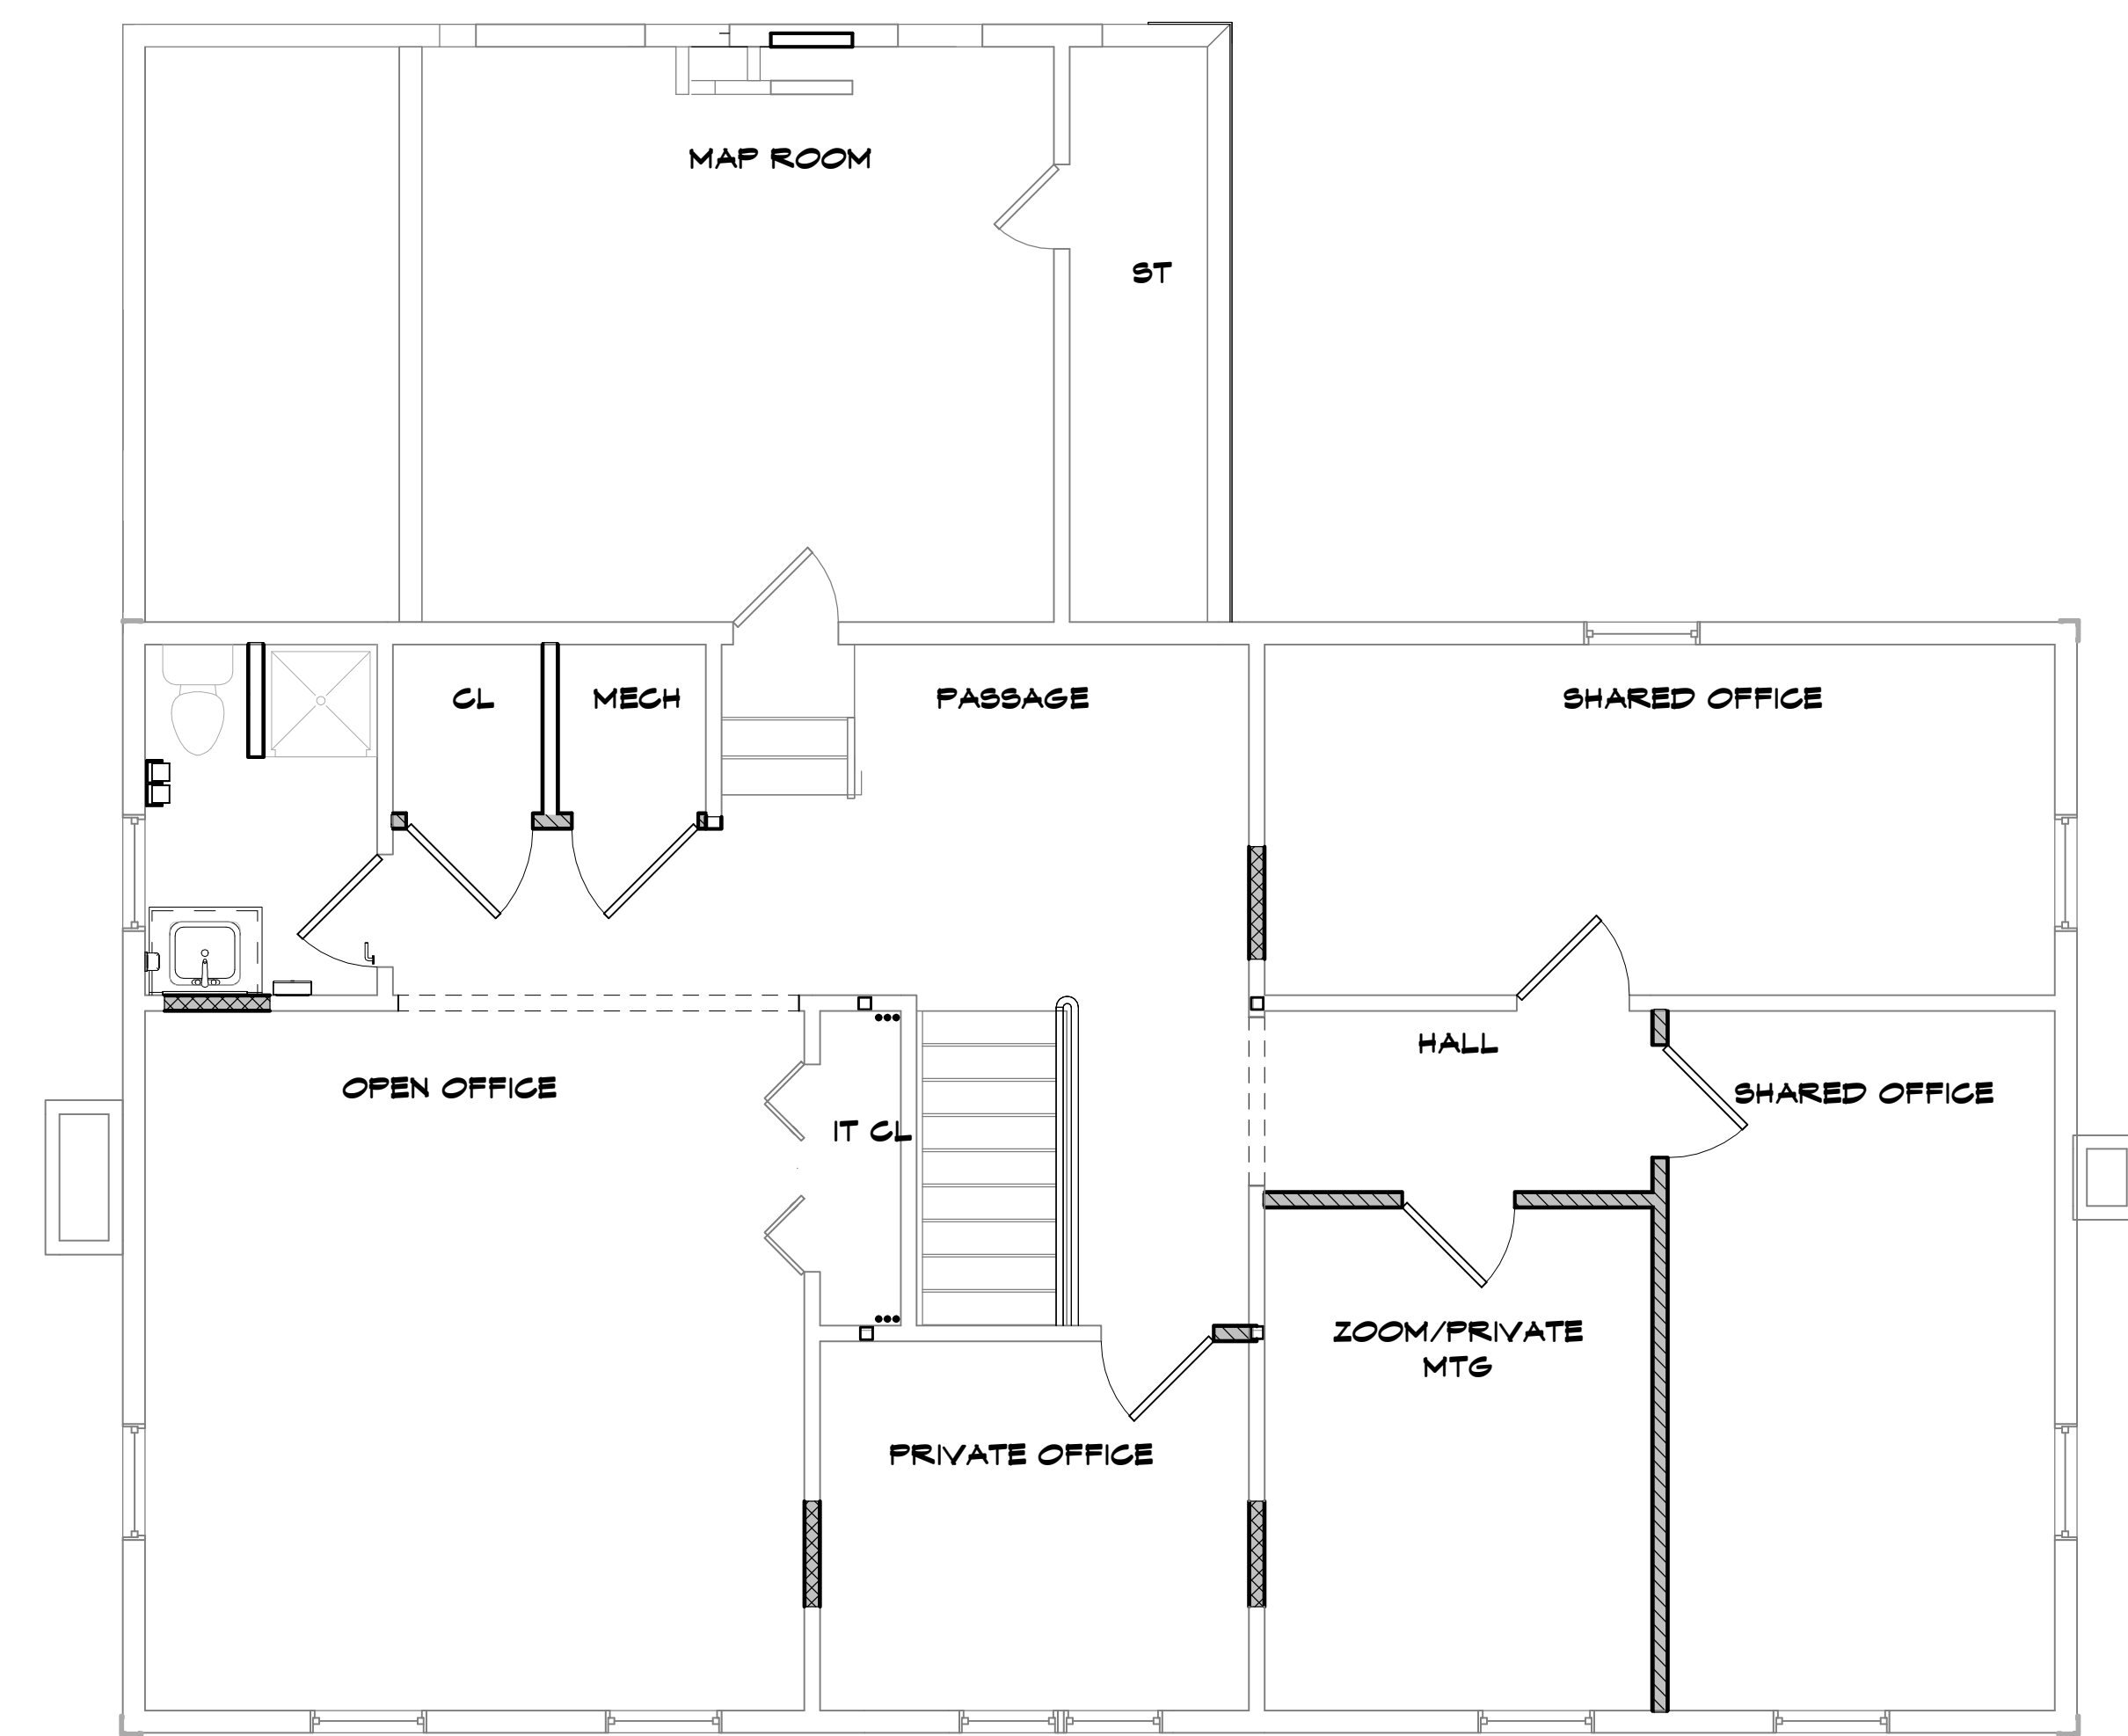 MAP ROOM
ST
CL
MECH
PASSAGE
SHARED OFFICE
HALL
OPEN OFFICE
SHARED OFFICE
IT CL
ZOOM/PRIVATE
MTG
PRIVATE OFFICE